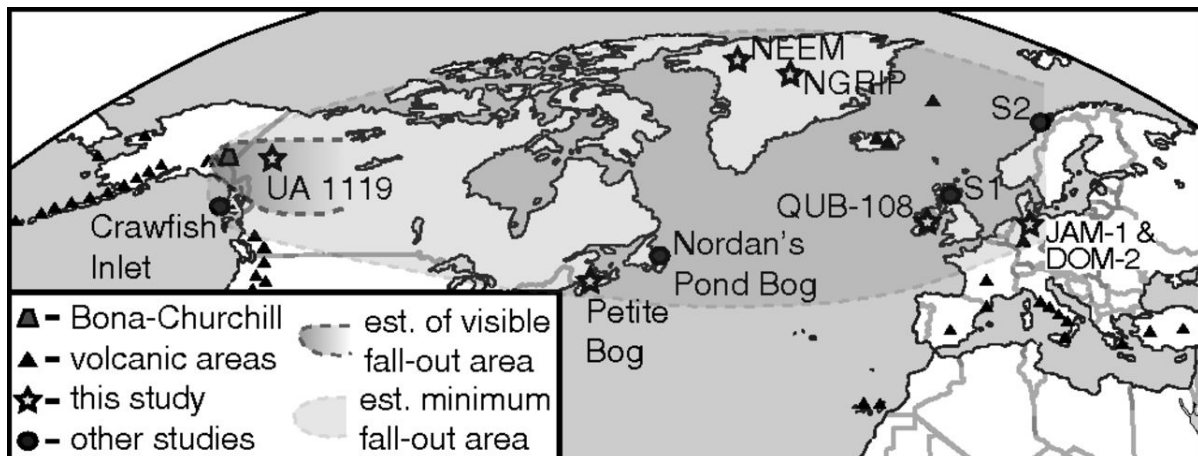 NEEM
NGRIP
S2
UA 1119
S1
QUB-108
Crawfish
Inlet
Nordan's
Pond Bog
JAM-1 &
DOM-2
Petite
Bog
- Bona-Churchill
- volcanic areas
- this study
- other studies
est. of visible
fall-out area
est. minimum
fall-out area